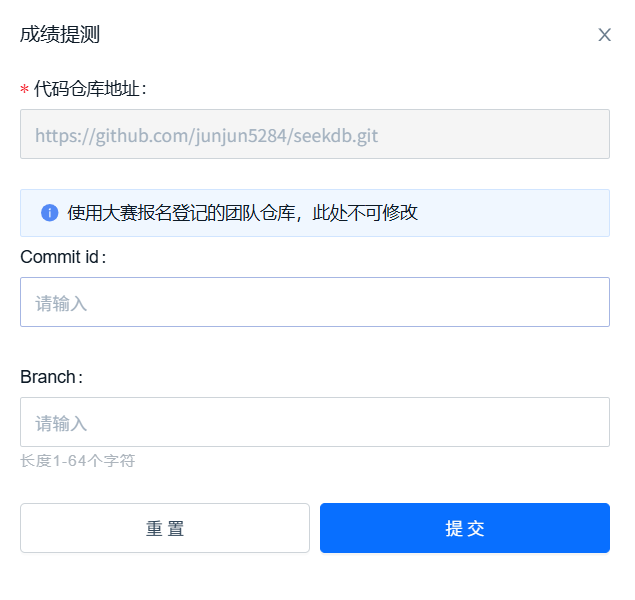 成绩提测
* 代码仓库地址:
https://github.com/junjun5284/seekdb.git
使用大赛报名登记的团队仓库，此处不可修改
Commit id:
请输入
Branch:
请输入
长度1-64个字符
重 置
提 交